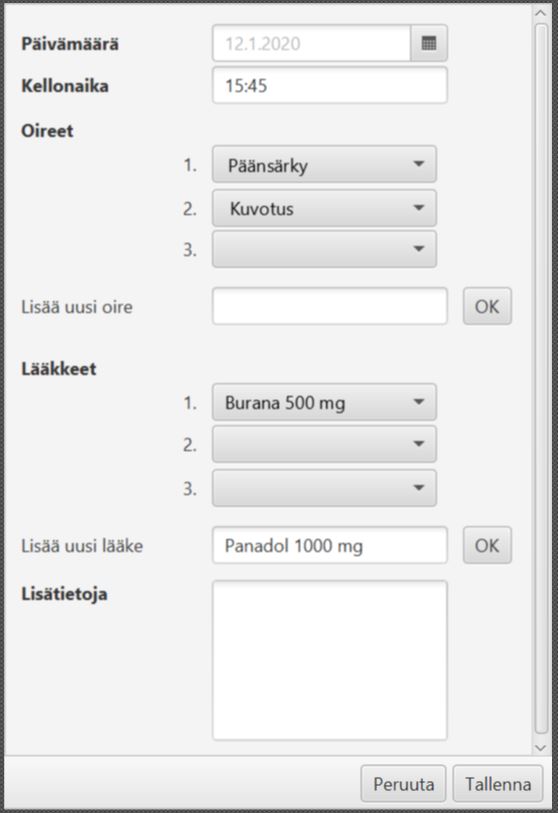 Päivämäärä 12.1.2020
Kellonaika 15:45
Oireet
1. Päänsärky
2. Kuvotus
3.
Lisää uusi oire OK
Lääkkeet
1. Burana 500 mg
2.
3.
Lisää uusi lääke Panadol 1000 mg OK
Lisätietoja
Peruuta Tallenna